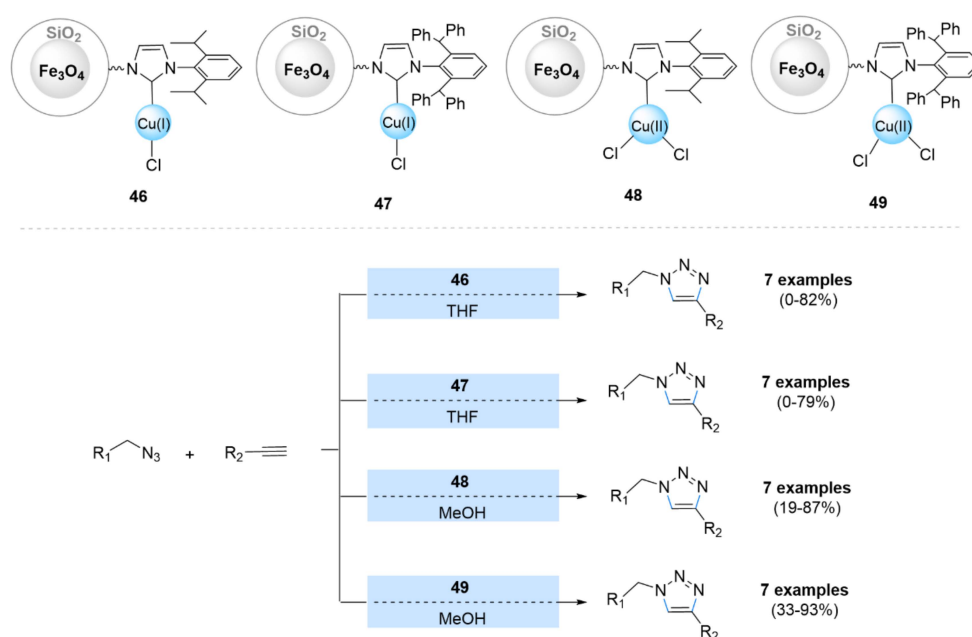 SiO2
Fe3O4
N
N
Cu(I)
Cl
46
SiO2
Fe3O4
Ph
Ph
N
N
Ph
Ph
Cu(I)
Cl
47
SiO2
Fe3O4
N
N
Cu(II)
Cl
Cl
48
SiO2
Fe3O4
Ph
Ph
N
N
Ph
Ph
Cu(II)
Cl
Cl
49
R1
N3
+
R2
46
THF
R1
N
N
N
R2
7 examples
(0-82%)
47
THF
R1
N
N
N
R2
7 examples
(0-79%)
48
MeOH
R1
N
N
N
R2
7 examples
(19-87%)
49
MeOH
R1
N
N
N
R2
7 examples
(33-93%)